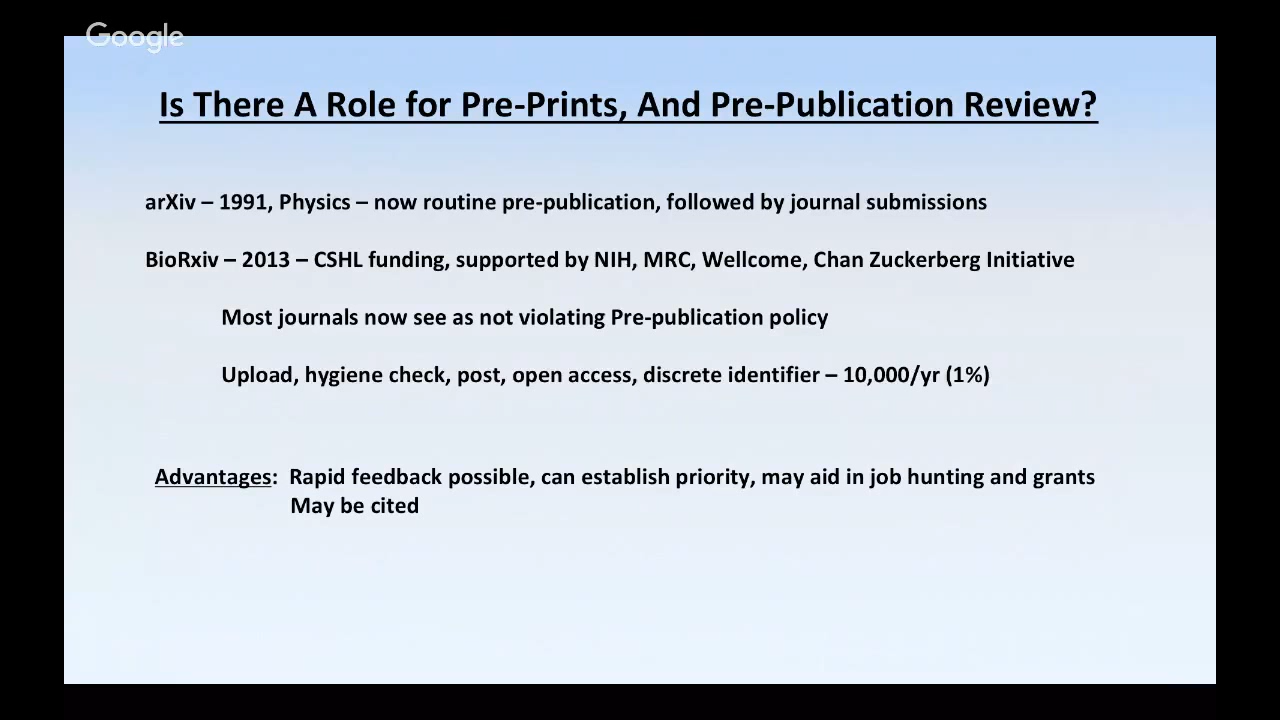 Google
Is There A Role for Pre-Prints, And Pre-Publication Review?
arXiv – 1991, Physics – now routine pre-publication, followed by journal submissions
BioRxiv – 2013 – CSHL funding, supported by NIH, MRC, Wellcome, Chan Zuckerberg Initiative
Most journals now see as not violating Pre-publication policy
Upload, hygiene check, post, open access, discrete identifier – 10,000/yr (1%)
Advantages: Rapid feedback possible, can establish priority, may aid in job hunting and grants
May be cited